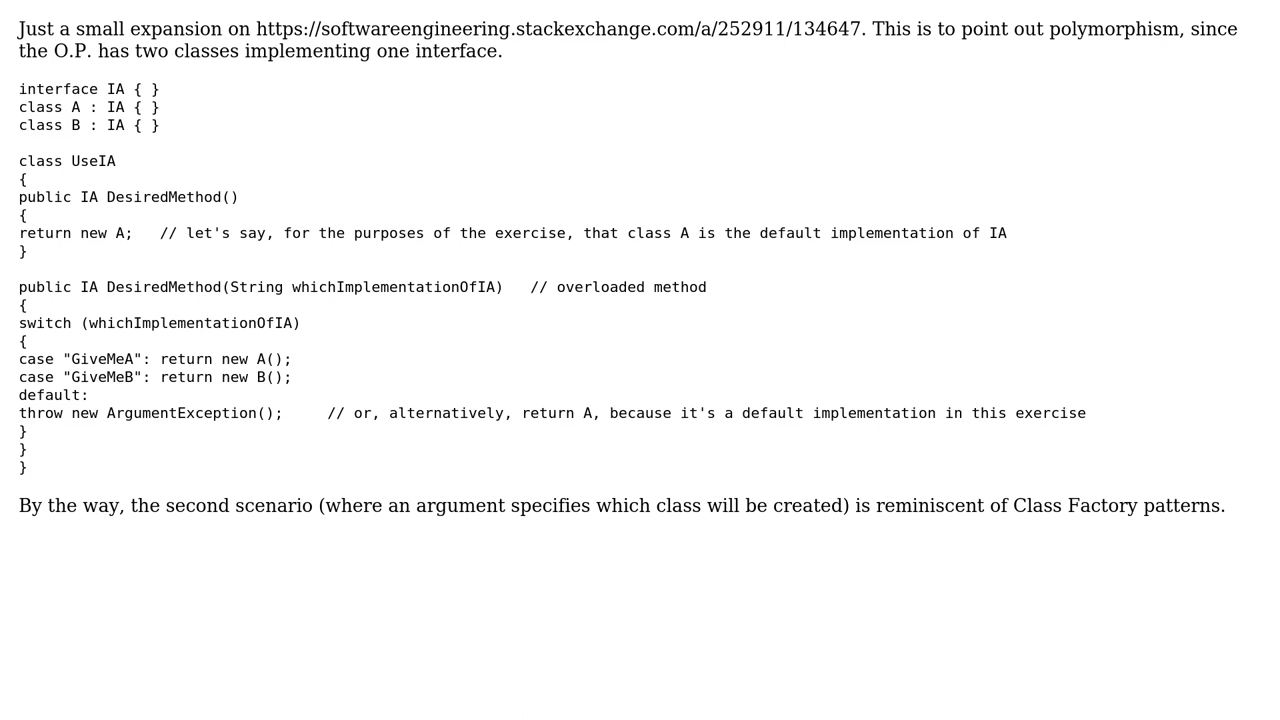 Just a small expansion on https://softwareengineering.stackexchange.com/a/252911/134647. This is to point out polymorphism, since
the O.P. has two classes implementing one interface.
interface IA { }
class A : IA { }
class B : IA { }
class UseIA
{
public IA DesiredMethod()
{
return new A;   // let's say, for the purposes of the exercise, that class A is the default implementation of IA
}
public IA DesiredMethod(String whichImplementationOfIA)   // overloaded method
{
switch (whichImplementationOfIA)
{
case "GiveMeA": return new A();
case "GiveMeB": return new B();
default:
throw new ArgumentException();     // or, alternatively, return A, because it's a default implementation in this exercise
}
}
}
By the way, the second scenario (where an argument specifies which class will be created) is reminiscent of Class Factory patterns.